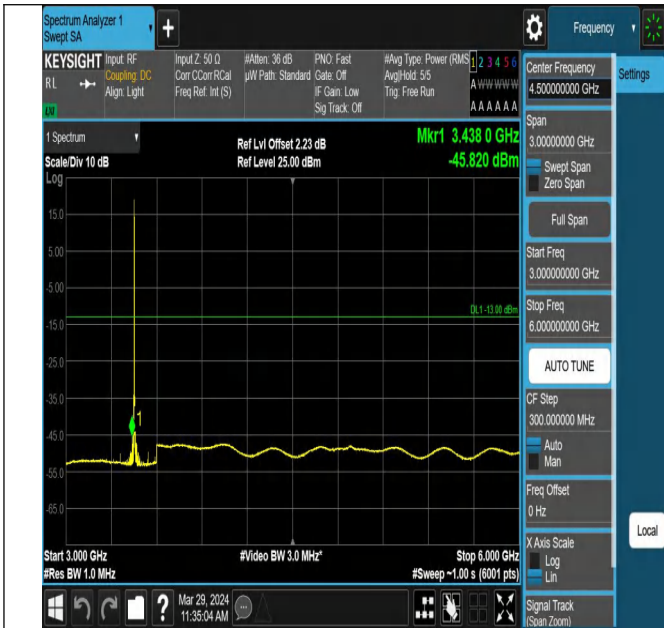 Spectrum Analyzer 1
Swept SA
Frequency
KEYSIGHT
RL
LXI
Input: RF
Coupling: DC
Align: Light
Input Z: 50 Ω
Corr CCorr RCal
Freq Ref: Int (S)
#Atten: 36 dB
µW Path: Standard
PNO: Fast
Gate: Off
IF Gain: Low
Sig Track: Off
#Avg Type: Power (RMS
Avg|Hold: 5/5
Trig: Free Run
1 2 3 4 5 6
A W W W W W
A A A A A A
1 Spectrum
Scale/Div 10 dB
Ref Lvl Offset 2.23 dB
Ref Level 25.00 dBm
Mkr1 3.438 0 GHz
-45.820 dBm
Log
15.0
5.00
-5.00
-15.0
-25.0
-35.0
-45.0
-55.0
-65.0
DL1 -13.00 dBm
1
Start 3.000 GHz
#Res BW 1.0 MHz
#Video BW 3.0 MHz*
Stop 6.000 GHz
#Sweep ~1.00 s (6001 pts)
Mar 29, 2024
11:35:04 AM
Center Frequency
4.500000000 GHz
Settings
Span
3.00000000 GHz
Swept Span
Zero Span
Full Span
Start Freq
3.000000000 GHz
Stop Freq
6.000000000 GHz
AUTO TUNE
CF Step
300.000000 MHz
Auto
Man
Freq Offset
0 Hz
X Axis Scale
Log
Lin
Local
Signal Track
(Span Zoom)